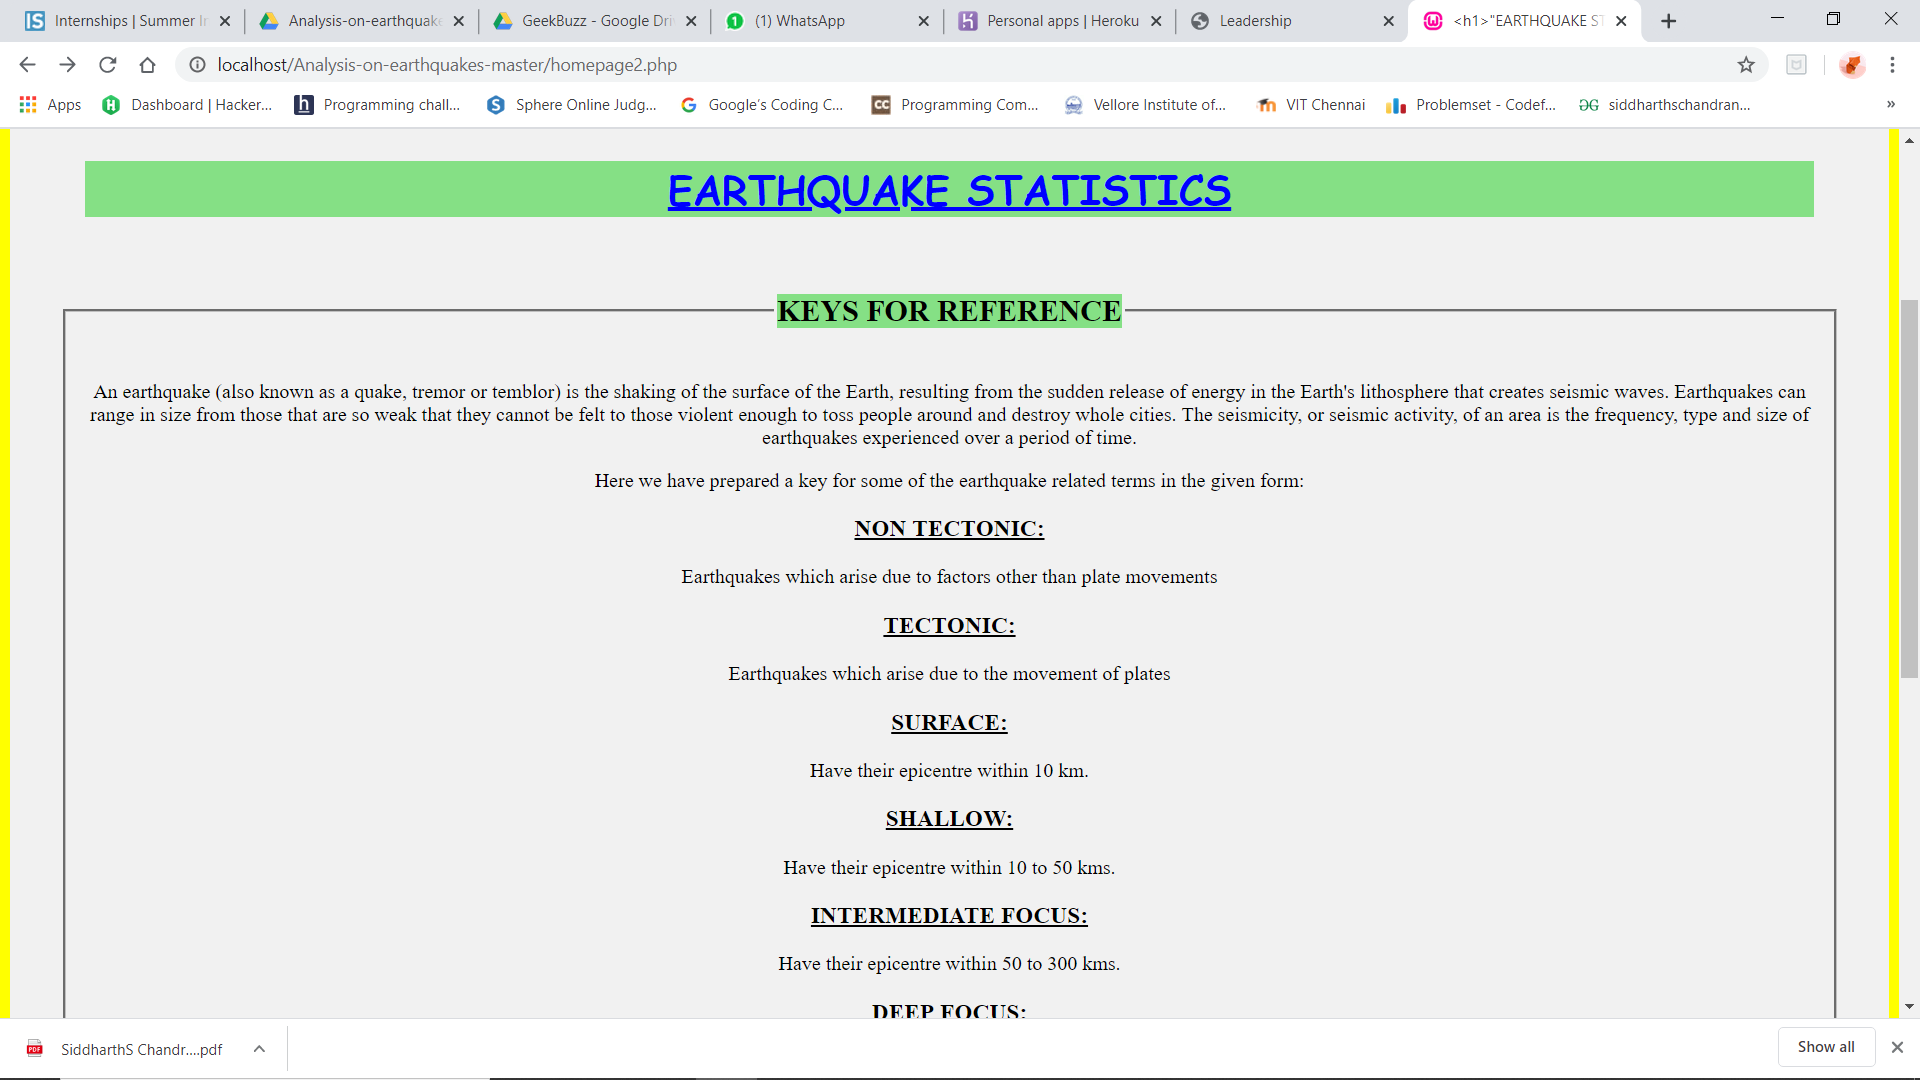 Internships | Summer I
Analysis-on-earthquake
GeekBuzz - Google Dri
(1) WhatsApp
Personal apps | Heroku
Leadership
<h1>"EARTHQUAKE ST
localhost/Analysis-on-earthquakes-master/homepage2.php
Apps
Dashboard | Hacker...
Programming chall...
Sphere Online Judg...
Google's Coding C...
Programming Com...
Vellore Institute of...
VIT Chennai
Problemset - Codef...
siddharthschandran...
EARTHQUAKE STATISTICS
KEYS FOR REFERENCE
An earthquake (also known as a quake, tremor or temblor) is the shaking of the surface of the Earth, resulting from the sudden release of energy in the Earth's lithosphere that creates seismic waves. Earthquakes can
range in size from those that are so weak that they cannot be felt to those violent enough to toss people around and destroy whole cities. The seismicity, or seismic activity, of an area is the frequency, type and size of
earthquakes experienced over a period of time.
Here we have prepared a key for some of the earthquake related terms in the given form:
NON TECTONIC:
Earthquakes which arise due to factors other than plate movements
TECTONIC:
Earthquakes which arise due to the movement of plates
SURFACE:
Have their epicentre within 10 km.
SHALLOW:
Have their epicentre within 10 to 50 kms.
INTERMEDIATE FOCUS:
Have their epicentre within 50 to 300 kms.
DEEP FOCUS:
SiddharthS Chandr....pdf
Show all